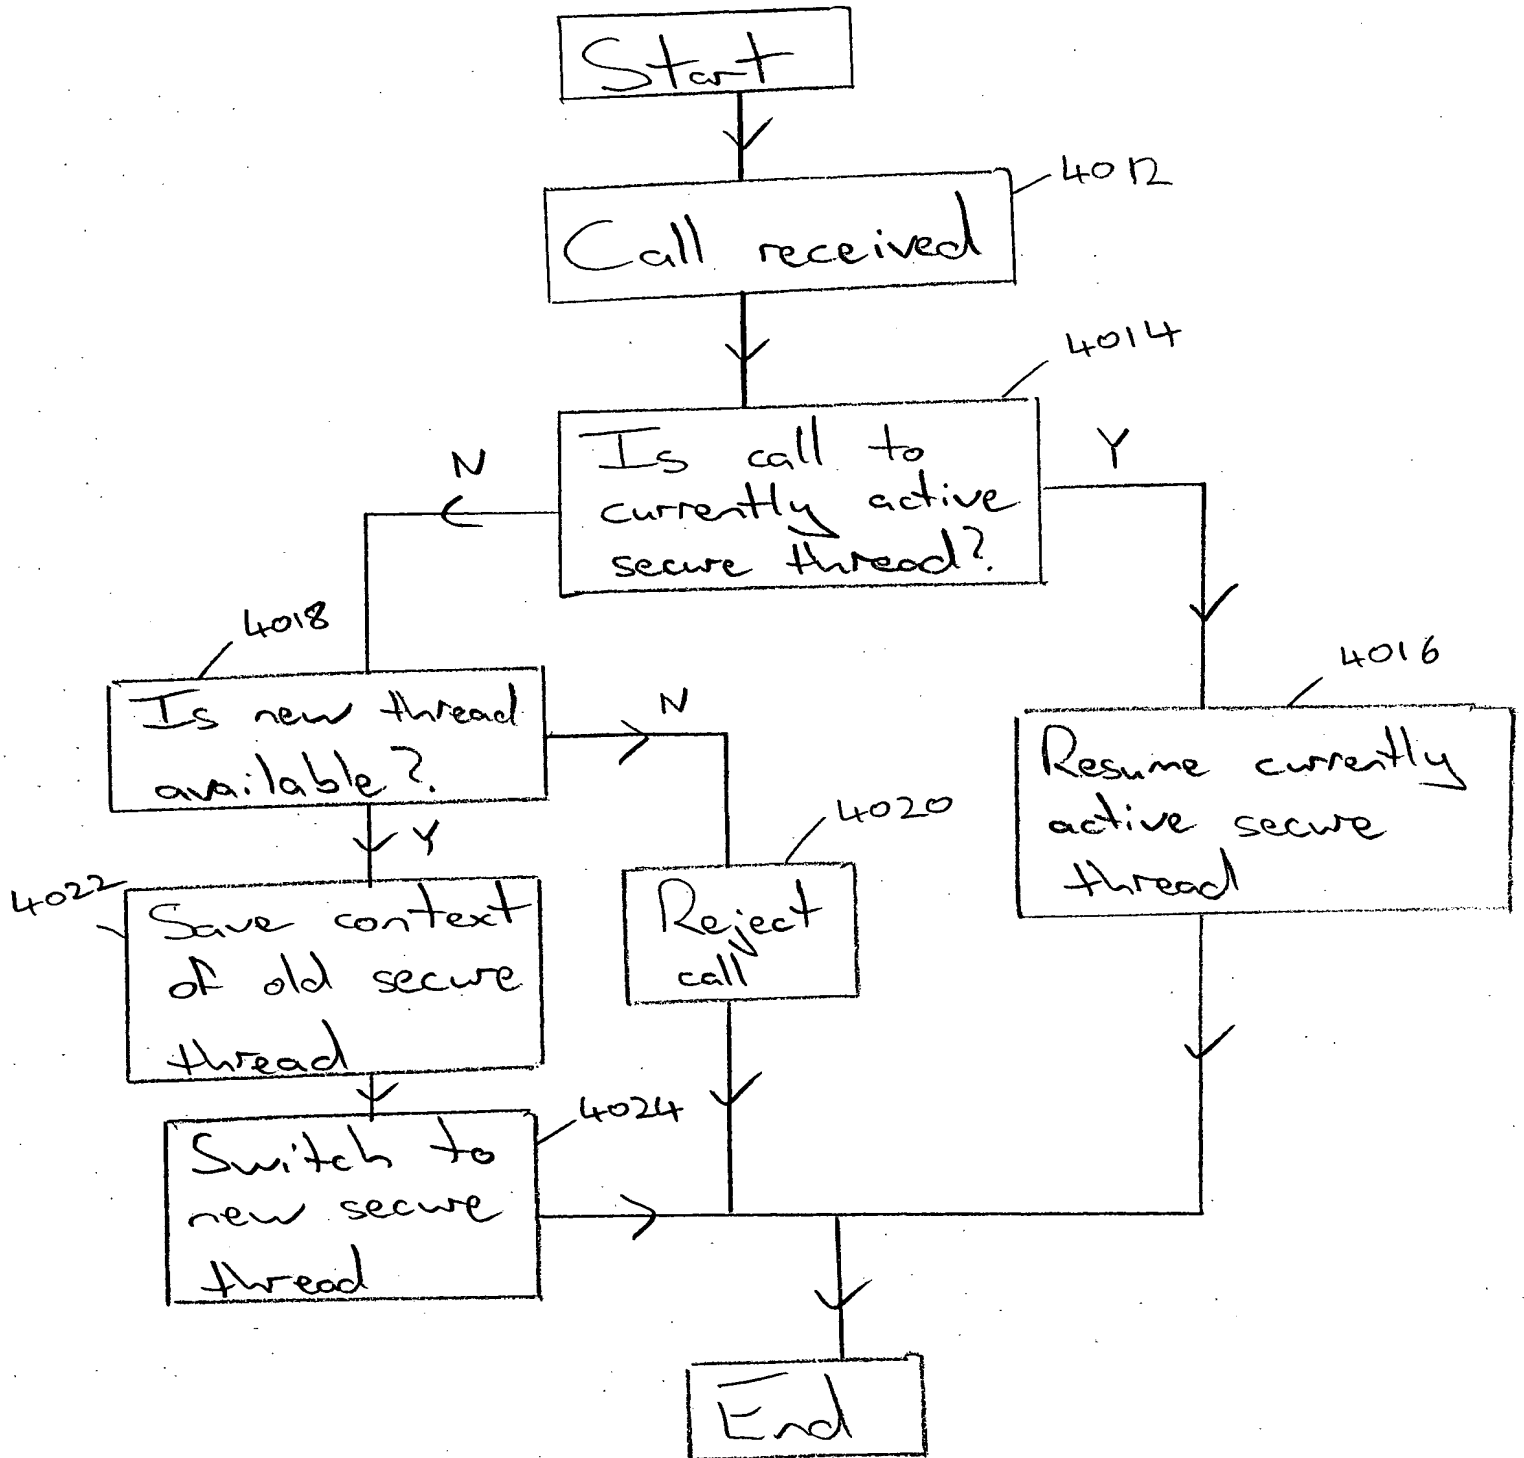 Start
4012
Call received
4014
Is call to
currently active
secure thread?
N
Y
4018
Is new thread
available?
N
Y
4016
Resume currently
active secure
thread
4020
Reject
call
4022
Save context
of old secure
thread
4024
Switch to
new secure
thread
End